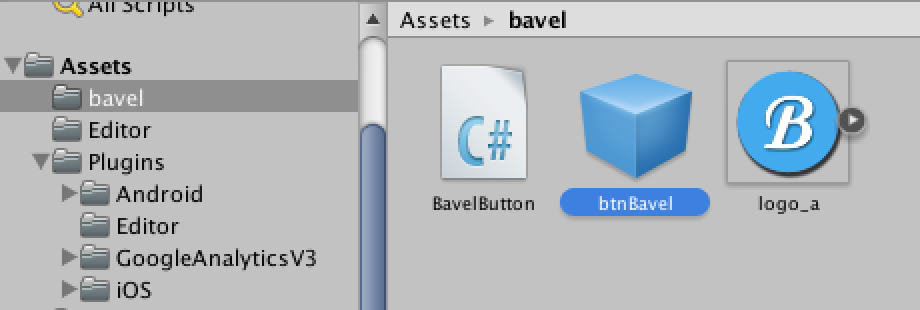 All Scripts
Assets
bavel
Editor
Plugins
Android
Editor
GoogleAnalyticsV3
iOS
Assets ▸ bavel
C#
BavelButton
btnBavel
B
logo_a